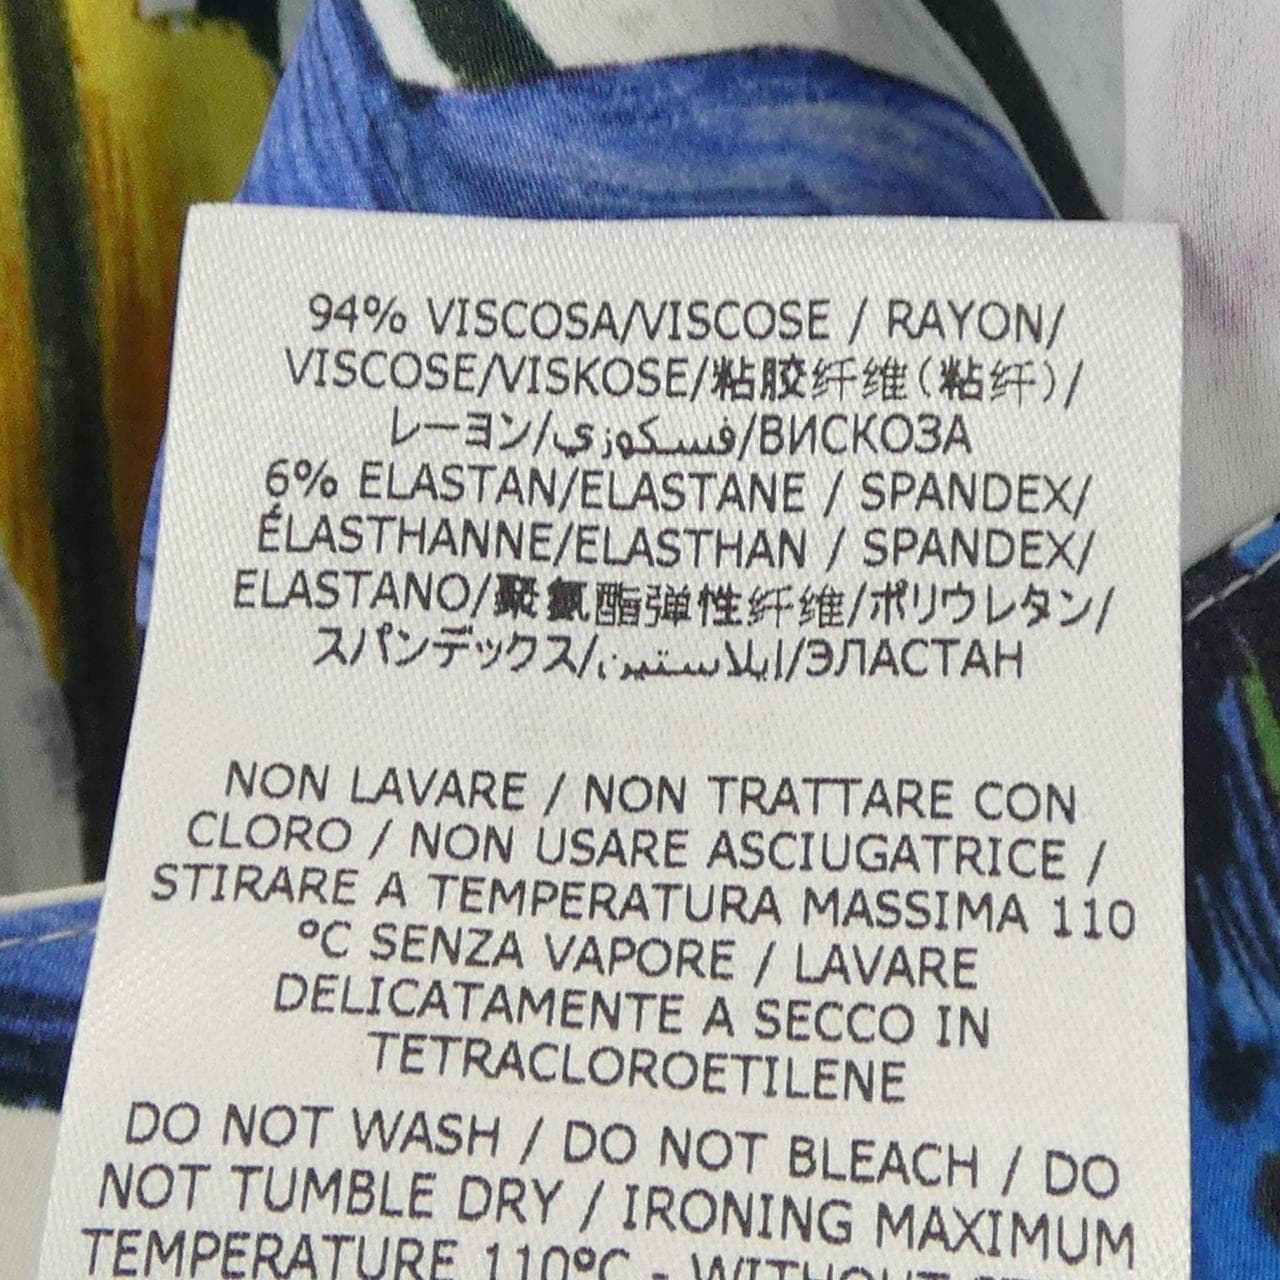 94% VISCOSA/VISCOSE / RAYON/
VISCOSE/VISKOSE/粘胶纤维(粘纤)/
レーヨン/فسكوزي/ВИСКОЗА
6% ELASTAN/ELASTANE / SPANDEX/
ÉLASTHANNE/ELASTHAN / SPANDEX/
ELASTANO/聚氨酯弹性纤维/ポリウレタン/
スパンデックス/ايلاستين/ЭЛАСТАН
NON LAVARE / NON TRATTARE CON
CLORO / NON USARE ASCIUGATRICE /
STIRARE A TEMPERATURA MASSIMA 110
°C SENZA VAPORE / LAVARE
DELICATAMENTE A SECCO IN
TETRACLOROETILENE
DO NOT WASH / DO NOT BLEACH / DO
NOT TUMBLE DRY / IRONING MAXIMUM
TEMPERATURE 110°C - WITHOUT